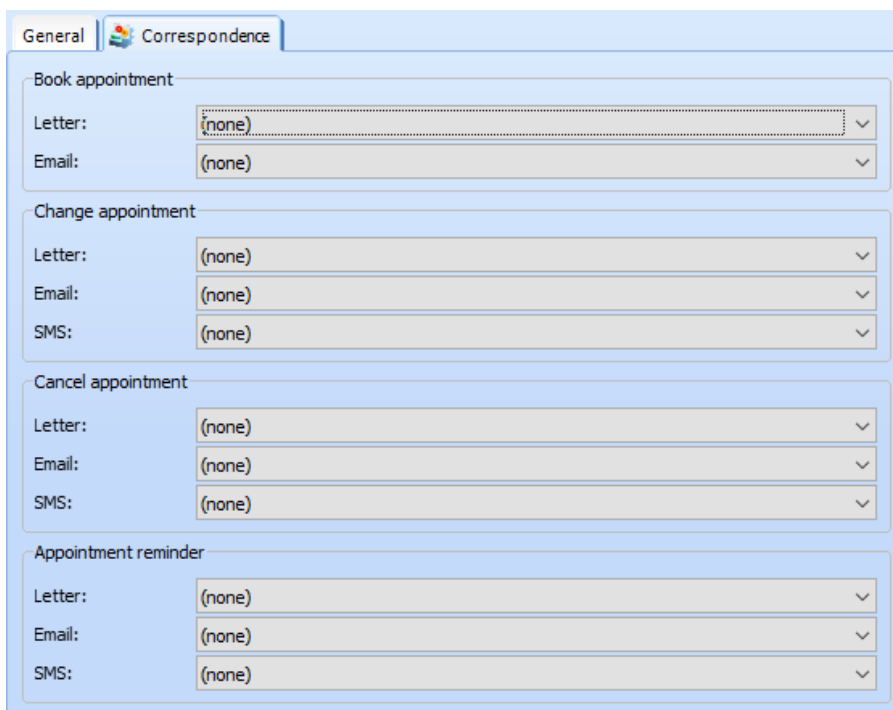 General Correspondence
Book appointment
Letter: (none)
Email: (none)
Change appointment
Letter: (none)
Email: (none)
SMS: (none)
Cancel appointment
Letter: (none)
Email: (none)
SMS: (none)
Appointment reminder
Letter: (none)
Email: (none)
SMS: (none)